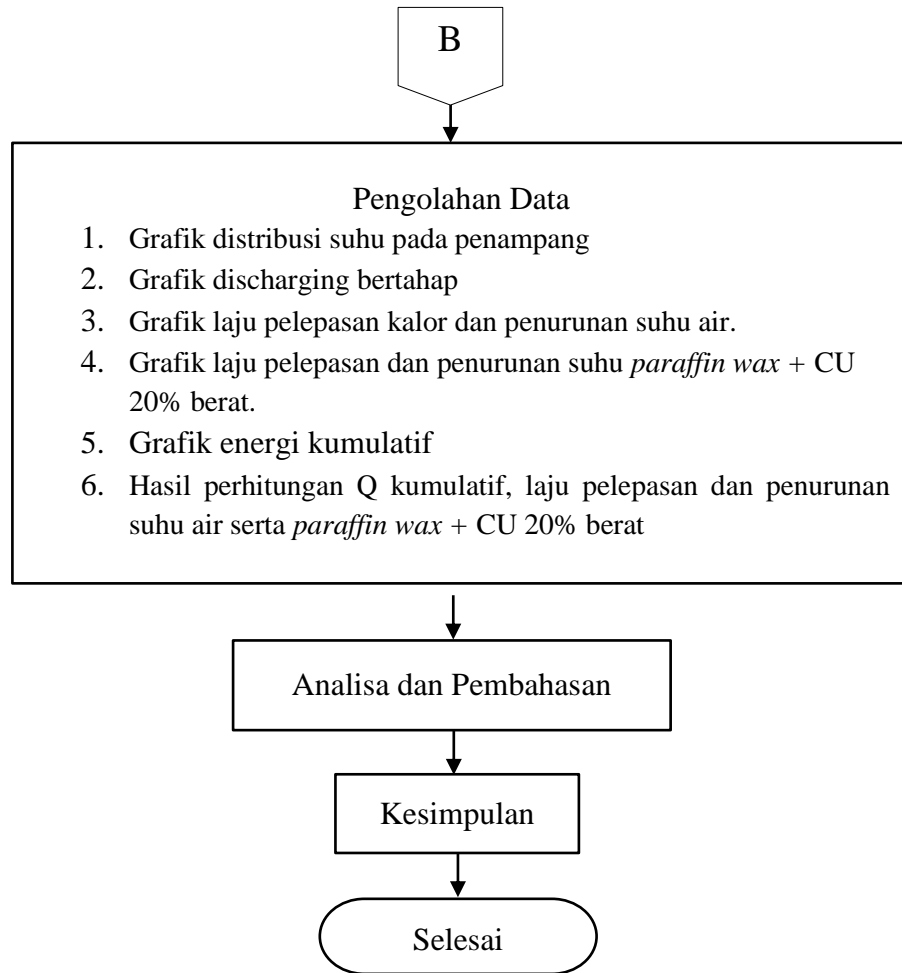 B
Pengolahan Data
1. Grafik distribusi suhu pada penampang
2. Grafik discharging bertahap
3. Grafik laju pelepasan kalor dan penurunan suhu air.
4. Grafik laju pelepasan dan penurunan suhu paraffin wax + CU
20% berat.
5. Grafik energi kumulatif
6. Hasil perhitungan Q kumulatif, laju pelepasan dan penurunan
suhu air serta paraffin wax + CU 20% berat
Analisa dan Pembahasan
Kesimpulan
Selesai